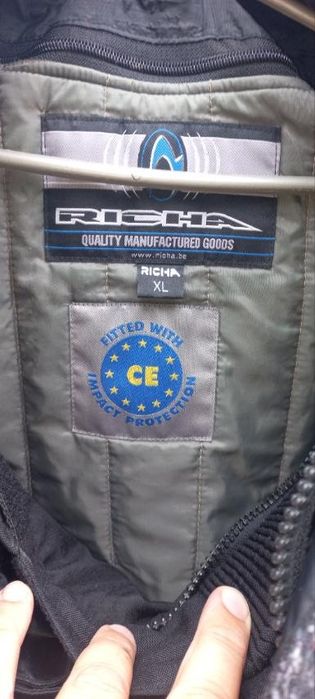 RICHA
QUALITY MANUFACTURED GOODS
www.richa.be
RICHA
XL
FITTED WITH
CE
IMPACT PROTECTION